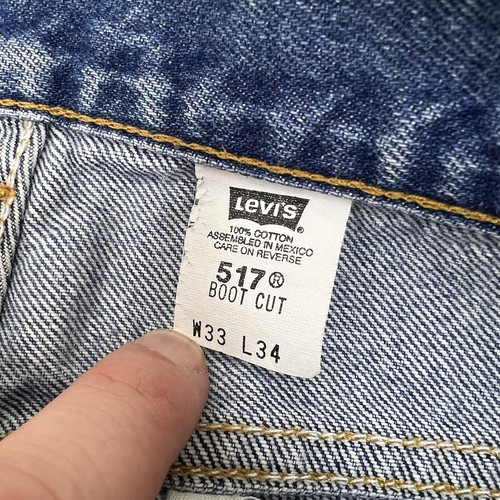 Levi's ®
100% COTTON
ASSEMBLED IN MEXICO
CARE ON REVERSE
517®
BOOT CUT
W33 L34